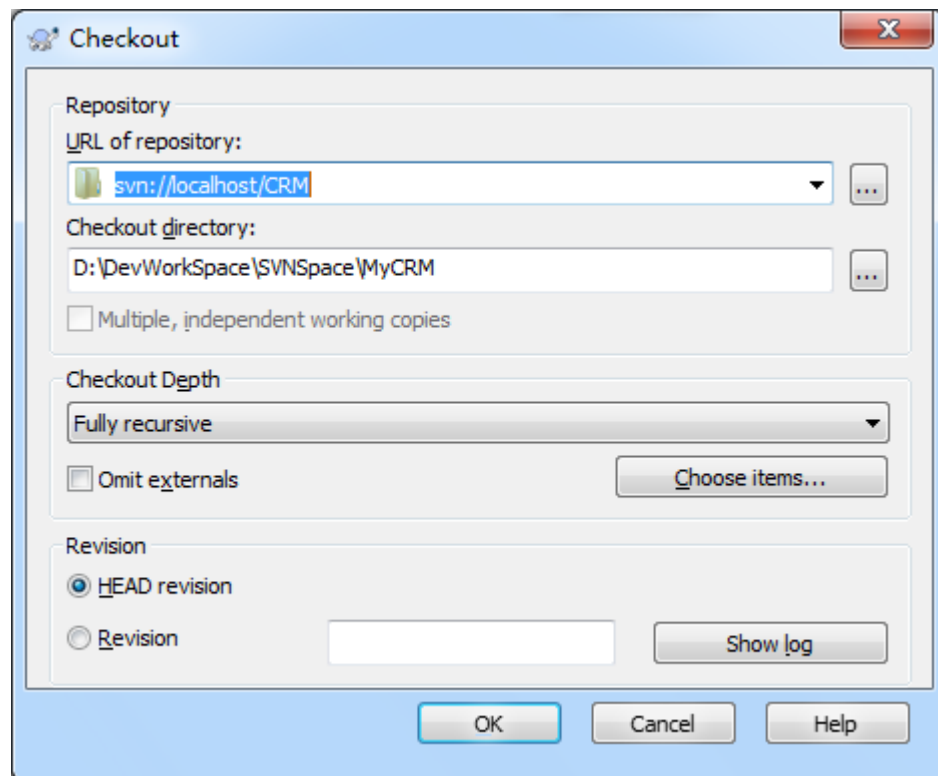 Checkout
Repository
URL of repository:
svn://localhost/CRM
...
Checkout directory:
D:\DevWorkSpace\SVNSpace\MyCRM
...
Multiple, independent working copies
Checkout Depth
Fully recursive
Omit externals
Choose items...
Revision
HEAD revision
Revision
Show log
OK
Cancel
Help